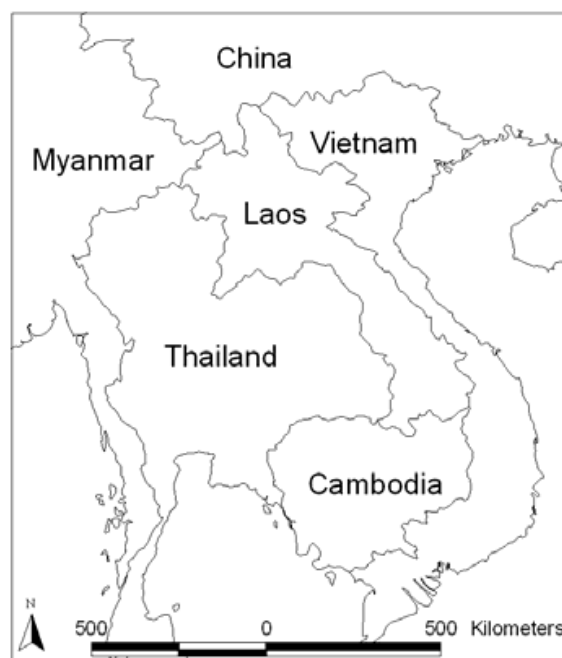 China
Vietnam
Myanmar
Laos
Thailand
Cambodia
N
500 0 500 Kilometers